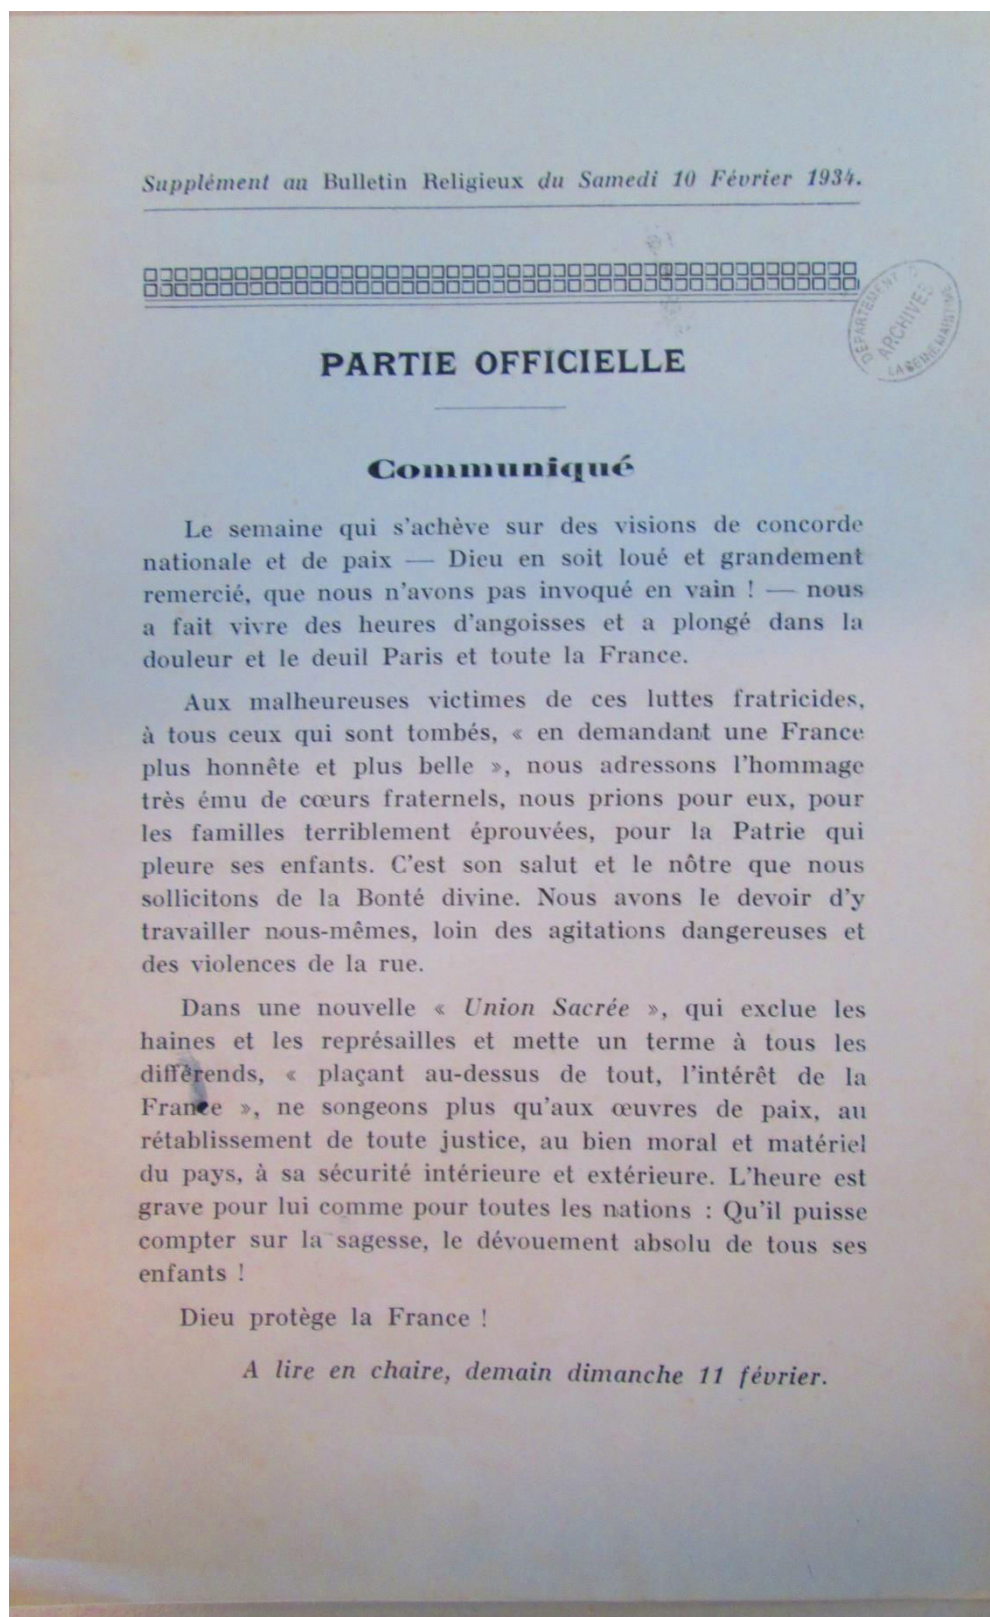 Supplément au Bulletin Religieux du Samedi 10 Février 1934.
DEPARTEMENT D
ARCHIVES
LA SEINE MARITIME
PARTIE OFFICIELLE
Communiqué
Le semaine qui s'achève sur des visions de concorde
nationale et de paix — Dieu en soit loué et grandement
remercié, que nous n'avons pas invoqué en vain ! — nous
a fait vivre des heures d'angoisses et a plongé dans la
douleur et le deuil Paris et toute la France.
Aux malheureuses victimes de ces luttes fratricides,
à tous ceux qui sont tombés, « en demandant une France
plus honnête et plus belle », nous adressons l'hommage
très ému de cœurs fraternels, nous prions pour eux, pour
les familles terriblement éprouvées, pour la Patrie qui
pleure ses enfants. C'est son salut et le nôtre que nous
sollicitons de la Bonté divine. Nous avons le devoir d'y
travailler nous-mêmes, loin des agitations dangereuses et
des violences de la rue.
Dans une nouvelle « Union Sacrée », qui exclue les
haines et les représailles et mette un terme à tous les
différends, « plaçant au-dessus de tout, l'intérêt de la
France », ne songeons plus qu'aux œuvres de paix, au
rétablissement de toute justice, au bien moral et matériel
du pays, à sa sécurité intérieure et extérieure. L'heure est
grave pour lui comme pour toutes les nations : Qu'il puisse
compter sur la sagesse, le dévouement absolu de tous ses
enfants !
Dieu protège la France !
A lire en chaire, demain dimanche 11 février.